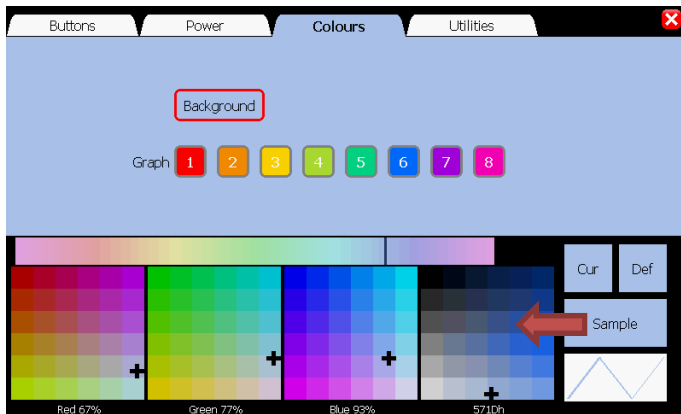 Buttons Power Colours Utilities
Background
Graph 1 2 3 4 5 6 7 8
Cur Def
Sample
Red 67% Green 77% Blue 93% 571Dh